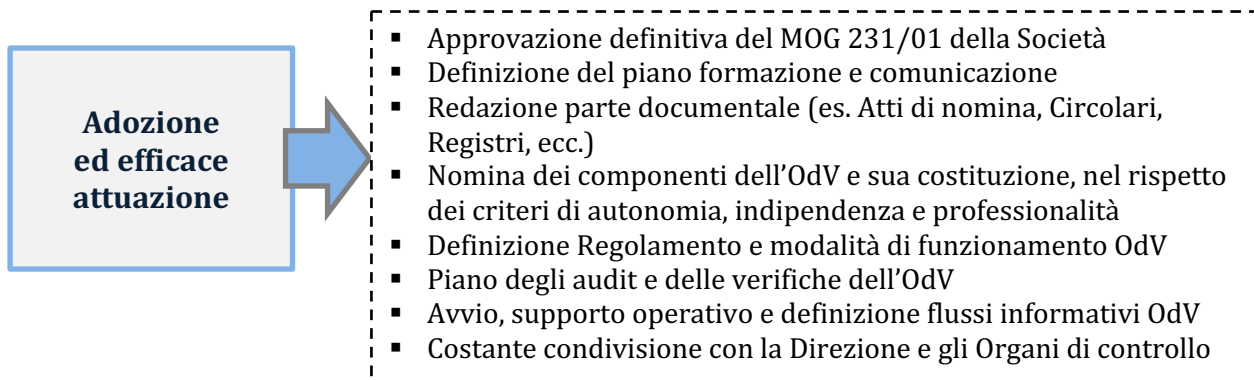 Adozione
ed efficace
attuazione
▪ Approvazione definitiva del MOG 231/01 della Società
▪ Definizione del piano formazione e comunicazione
▪ Redazione parte documentale (es. Atti di nomina, Circolari,
Registri, ecc.)
▪ Nomina dei componenti dell’OdV e sua costituzione, nel rispetto
dei criteri di autonomia, indipendenza e professionalità
▪ Definizione Regolamento e modalità di funzionamento OdV
▪ Piano degli audit e delle verifiche dell’OdV
▪ Avvio, supporto operativo e definizione flussi informativi OdV
▪ Costante condivisione con la Direzione e gli Organi di controllo